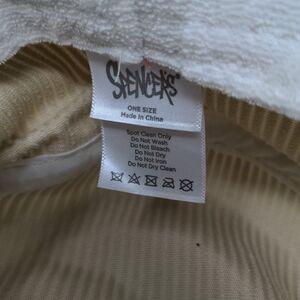 SPENCER'S
ONE SIZE
Made in China
Spot Clean Only
Do Not Wash
Do Not Bleach
Do Not Dry
Do Not Iron
Do Not Dry Clean